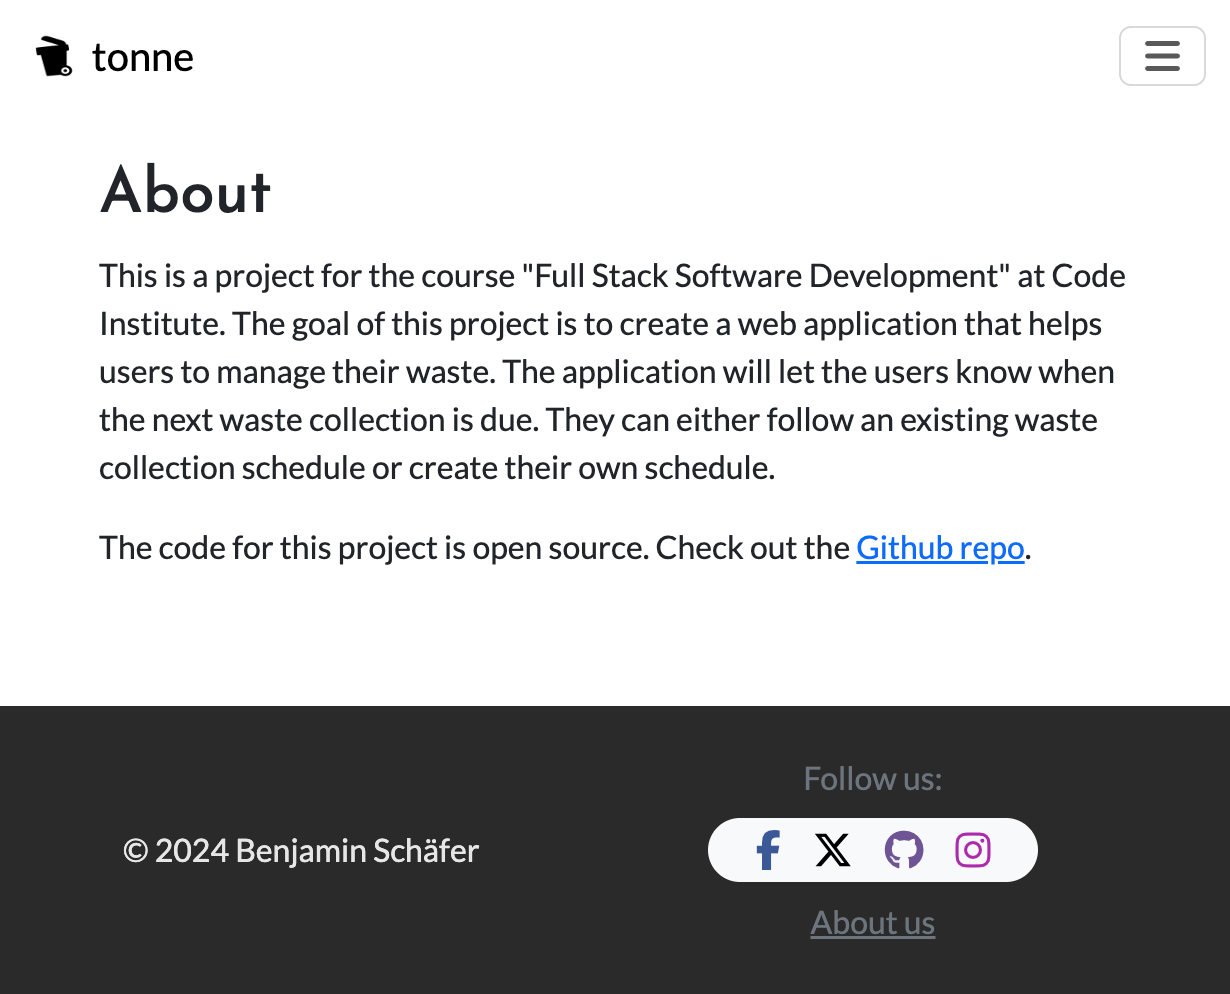 tonne
About
This is a project for the course "Full Stack Software Development" at Code
Institute. The goal of this project is to create a web application that helps
users to manage their waste. The application will let the users know when
the next waste collection is due. They can either follow an existing waste
collection schedule or create their own schedule.
The code for this project is open source. Check out the Github repo.
© 2024 Benjamin Schäfer
Follow us:
About us